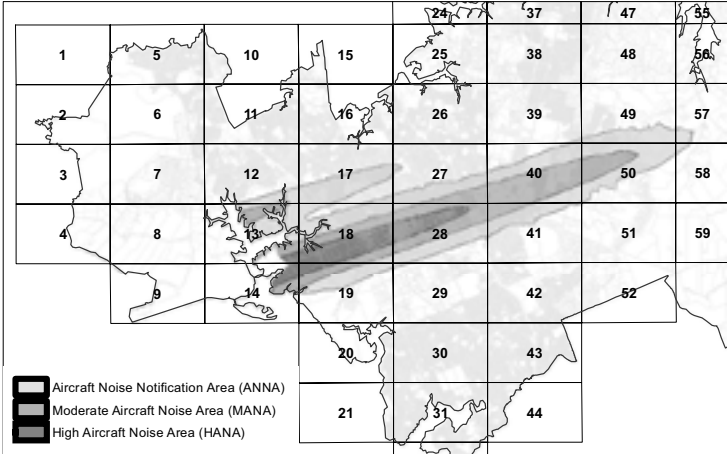 24 37 47 55
1 5 10 15 25 38 48 56
2 6 11 16 26 39 49 57
3 7 12 17 27 40 50 58
4 8 13 18 28 41 51 59
9 14 19 29 42 52
20 30 43
21 31 44
Aircraft Noise Notification Area (ANNA)
Moderate Aircraft Noise Area (MANA)
High Aircraft Noise Area (HANA)